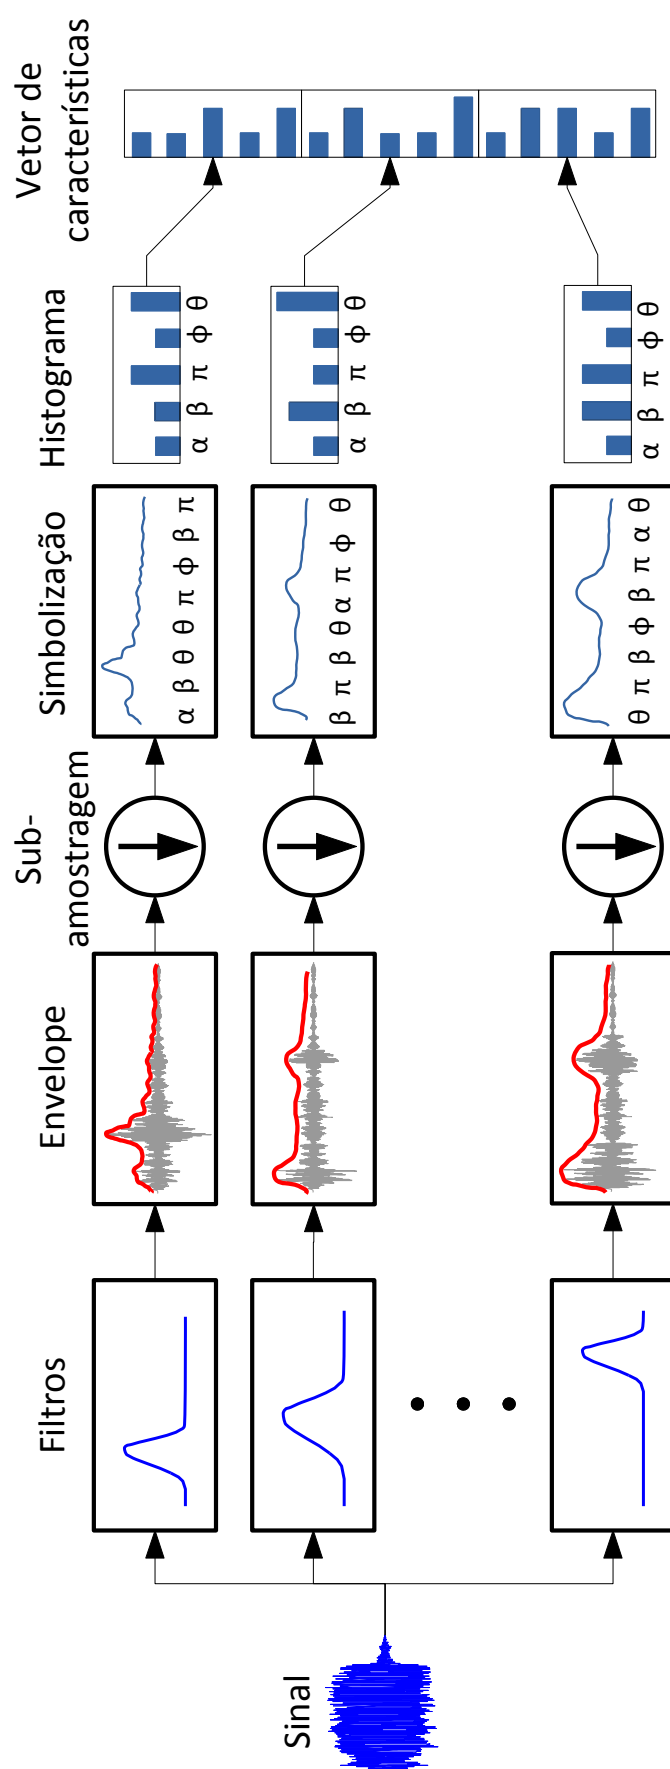 Sinal
Filtros
Envelope
Sub-
amostragem
Simbolização
Histograma
Vetor de
características
α β θ θ π φ β π
α β π φ θ
β π β θ α π φ θ
α β π φ θ
θ π β φ β π α θ
α β π φ θ